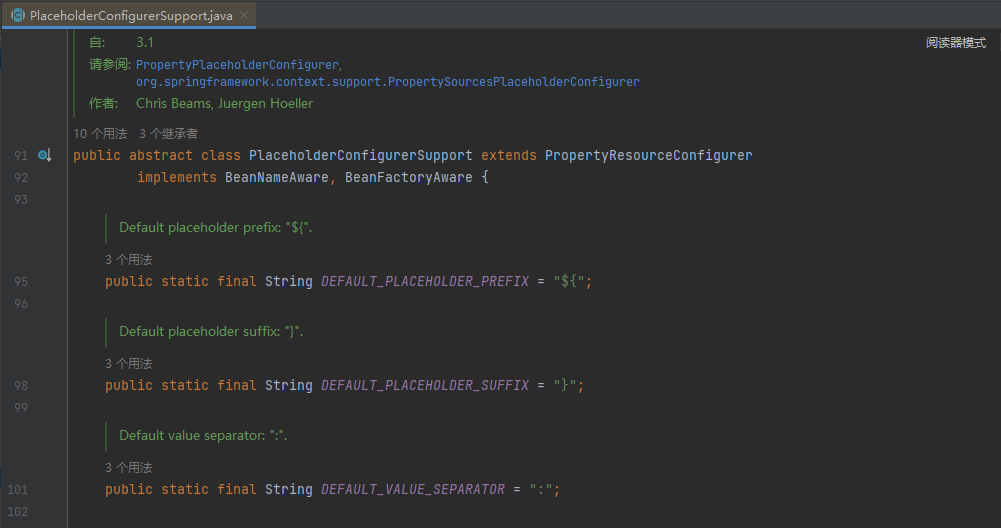 PlaceholderConfigurerSupport.java
自: 3.1
阅读器模式
请参阅: PropertyPlaceholderConfigurer,
org.springframework.context.support.PropertySourcesPlaceholderConfigurer
作者: Chris Beams, Juergen Hoeller
10 个用法 3 个继承者
91 public abstract class PlaceholderConfigurerSupport extends PropertyResourceConfigurer
92 implements BeanNameAware, BeanFactoryAware {
93
Default placeholder prefix: "${".
3 个用法
95 public static final String DEFAULT_PLACEHOLDER_PREFIX = "${";
96
Default placeholder suffix: "}".
3 个用法
98 public static final String DEFAULT_PLACEHOLDER_SUFFIX = "}";
99
Default value separator: ":".
3 个用法
101 public static final String DEFAULT_VALUE_SEPARATOR = ":";
102